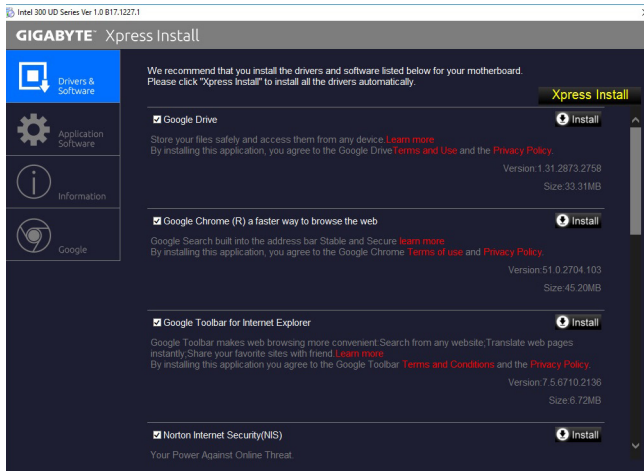 Intel 300 UD Series Ver 1.0 B17.1227.1
GIGABYTE™ Xpress Install
Drivers &
Software
Application
Software
Information
Google
We recommend that you install the drivers and software listed below for your motherboard.
Please click "Xpress Install" to install all the drivers automatically.
Xpress Install
Google Drive
Install
Store your files safely and access them from any device.Learn more
By installing this application, you agree to the Google DriveTerms and Use and the Privacy Policy.
Version:1.31.2873.2758
Size:33.31MB
Google Chrome (R) a faster way to browse the web
Install
Google Search built into the address bar Stable and Secure learn more
By installing this application, you agree to the Google Chrome Terms of use and Privacy Policy.
Version:51.0.2704.103
Size:45.20MB
Google Toolbar for Internet Explorer
Install
Google Toolbar makes web browsing more convenient:Search from any website,Translate web pages
instantly,Share your favorite sites with friend.Learn more
By installing this application you agree to the Google Toolbar Terms and Conditions and the Privacy Policy.
Version:7.5.6710.2136
Size:6.72MB
Norton Internet Security(NIS)
Install
Your Power Against Online Threat.